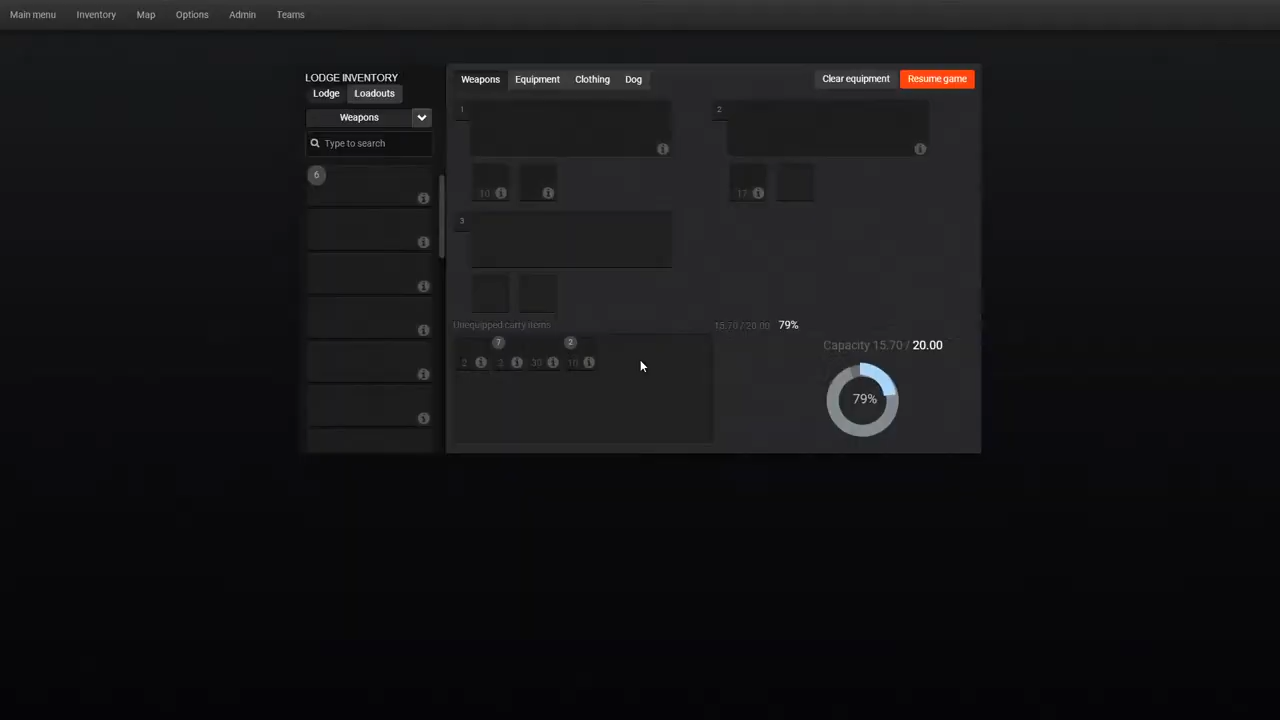 Main menu Inventory Map Options Admin Teams
LODGE INVENTORY
Lodge Loadouts
Weapons
Type to search
6
Weapons Equipment Clothing Dog Clear equipment Resume game
1 2
10 17
3
Unequipped carry items 15.70 / 20.00 79%
7 2
2 2 39 10
Capacity 15.70 / 20.00
79%